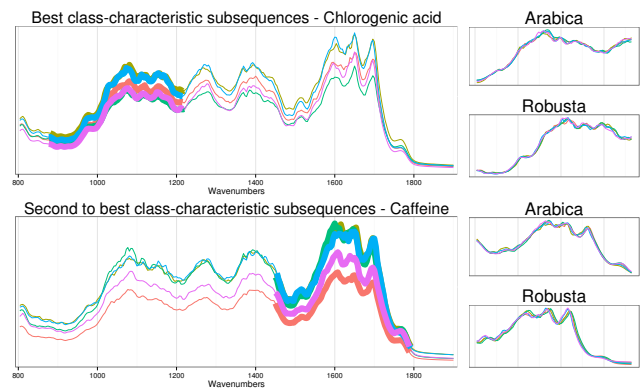 Best class-characteristic subsequences - Chlorogenic acid
Arabica
Robusta
800 1000 1200 1400 1600 1800
Wavenumbers
Second to best class-characteristic subsequences - Caffeine
Arabica
Robusta
800 1000 1200 1400 1600 1800
Wavenumbers